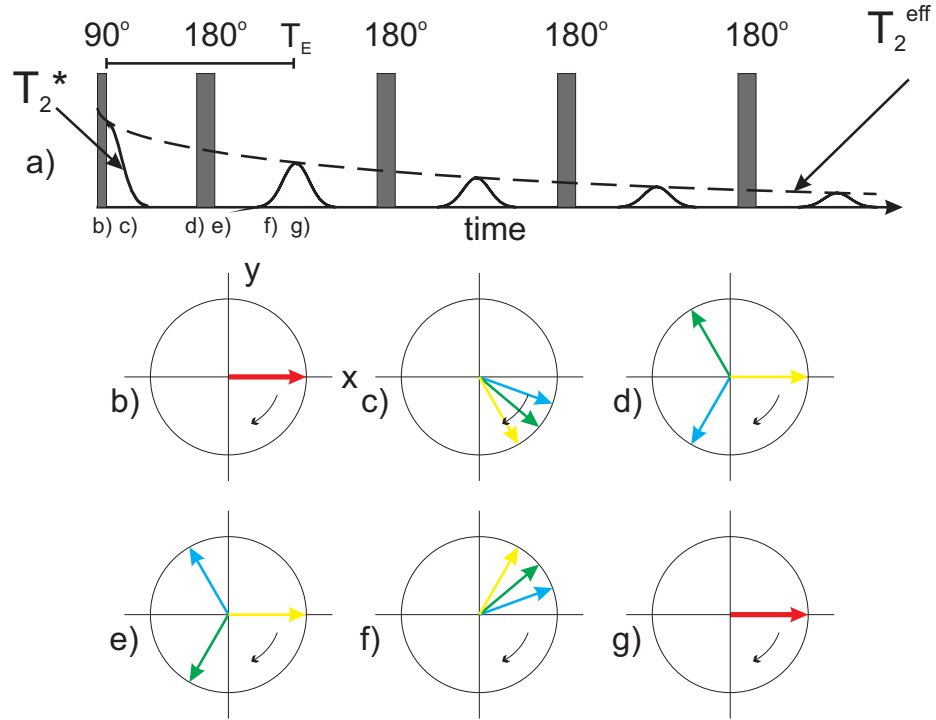 90° 180° T_E 180° 180° 180° T_2^eff
T_2*
a)
b) c) d) e) f) g) time
y
x
b) c) d)
e) f) g)